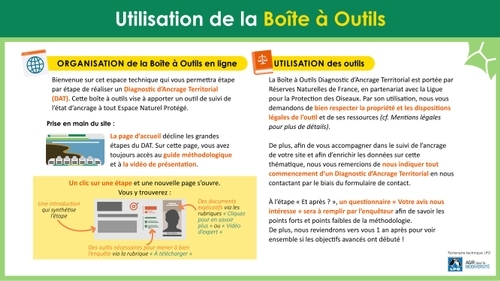 Utilisation de la Boîte à Outils
ORGANISATION de la Boîte à Outils en ligne
Bienvenue sur cet espace technique qui vous permettra étape
par étape de réaliser un Diagnostic d'Ancrage Territorial
(DAT). Cette boîte à outils vise à apporter un outil de suivi de
l'état d'ancrage à tout Espace Naturel Protégé.
Prise en main du site :
La page d'accueil décline les grandes
étapes du DAT. Sur cette page, vous avez
toujours accès au guide méthodologique
et à la vidéo de présentation.
Un clic sur une étape et une nouvelle page s'ouvre.
Vous y trouverez :
Une introduction
qui synthétise
l'étape
Des documents
explicatifs via les
rubriques « Cliquez
pour en savoir
plus » ou « Vidéo
d'expert »
Des outils nécessaires pour mener à bien
l'enquête via la rubrique « À télécharger »
UTILISATION des outils
La Boîte à Outils Diagnostic d'Ancrage Territorial est portée par
Réserves Naturelles de France, en partenariat avec la Ligue
pour la Protection des Oiseaux. Par son utilisation, nous vous
demandons de bien respecter la propriété et les dispositions
légales de l'outil et de ses ressources (cf. Mentions légales
pour plus de détails).
De plus, afin de vous accompagner dans le suivi de l'ancrage
de votre site et afin d'enrichir les données sur cette
thématique, nous vous remercions de nous indiquer tout
commencement d'un Diagnostic d'Ancrage Territorial en nous
contactant par le biais du formulaire de contact.
À l'étape « Et après ? », un questionnaire « Votre avis nous
intéresse » sera à remplir par l'enquêteur afin de savoir les
points forts et points faibles de la méthodologie.
De plus, nous reviendrons vers vous 1 an après pour voir
ensemble si les objectifs avancés ont débuté !
Partenaire technique LPO
LPO
AGIR pour la
BIODIVERSITÉ